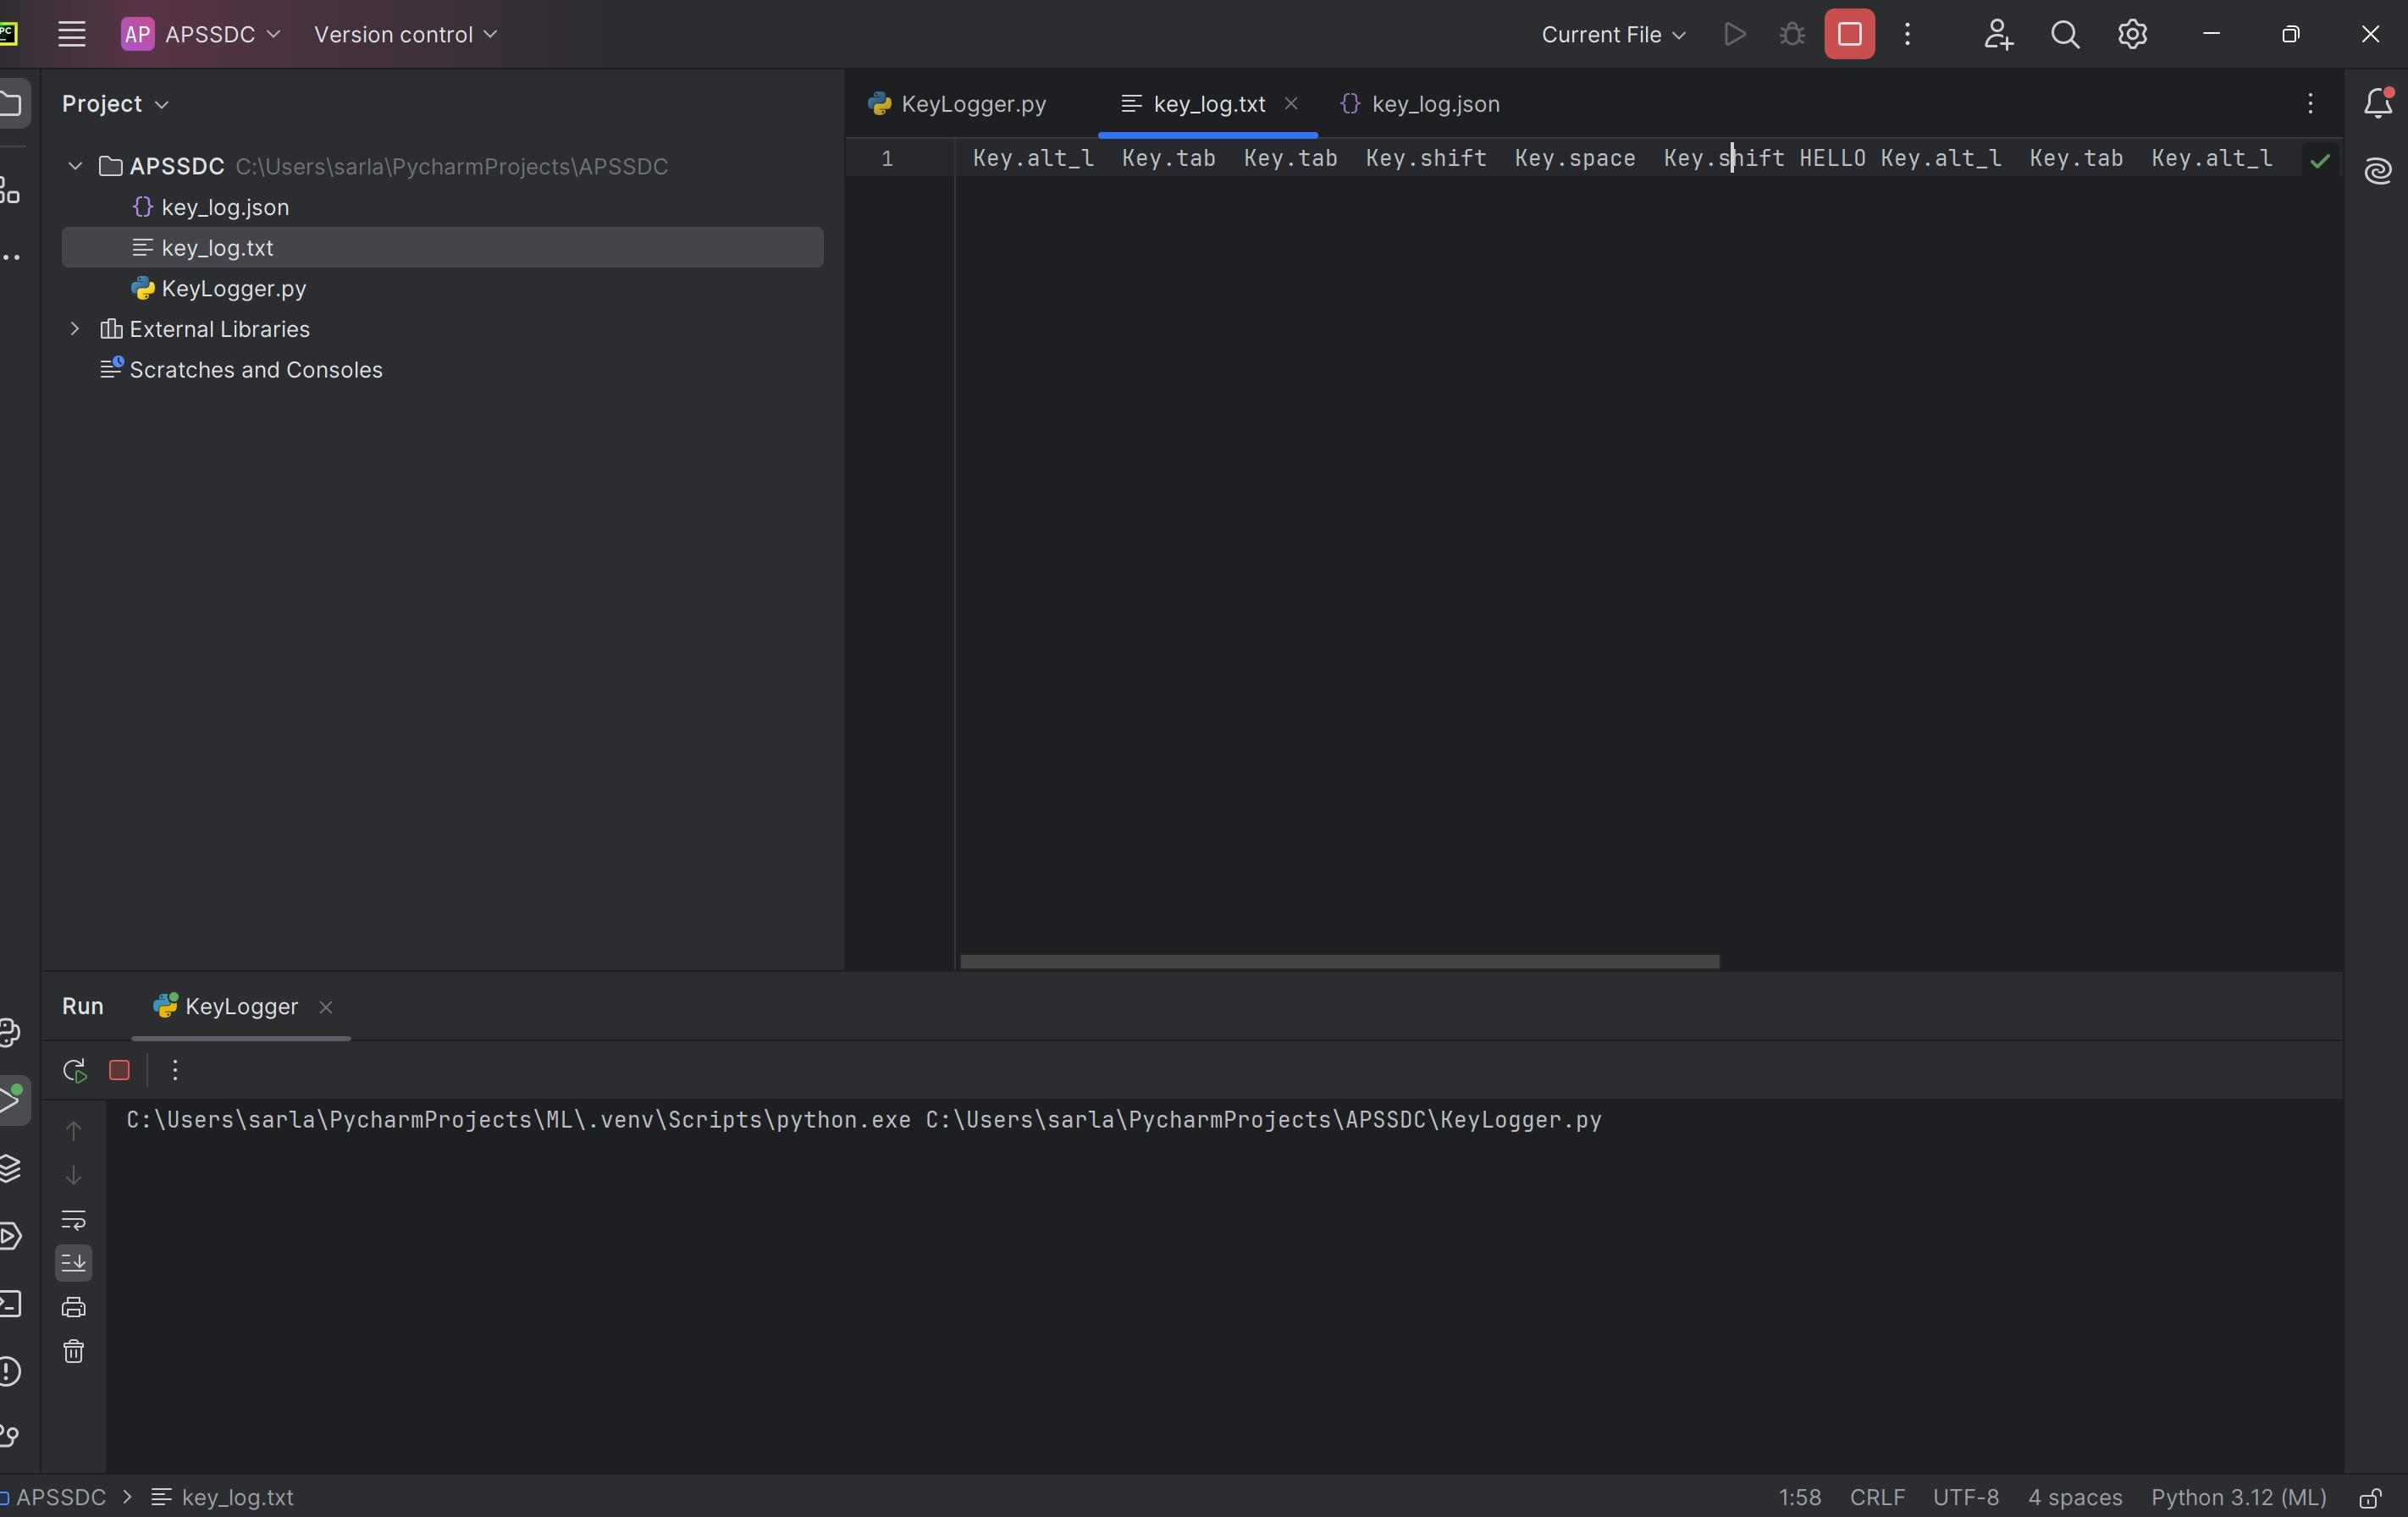 PC
AP APSSDC Version control Current File
Project
KeyLogger.py key_log.txt key_log.json
APSSDC C:\Users\sarla\PycharmProjects\APSSDC
key_log.json
key_log.txt
KeyLogger.py
External Libraries
Scratches and Consoles
1 Key.alt_l Key.tab Key.tab Key.shift Key.space Key.shift HELLO Key.alt_l Key.tab Key.alt_l
Run KeyLogger
C:\Users\sarla\PycharmProjects\ML\.venv\Scripts\python.exe C:\Users\sarla\PycharmProjects\APSSDC\KeyLogger.py
APSSDC > key_log.txt 1:58 CRLF UTF-8 4 spaces Python 3.12 (ML)